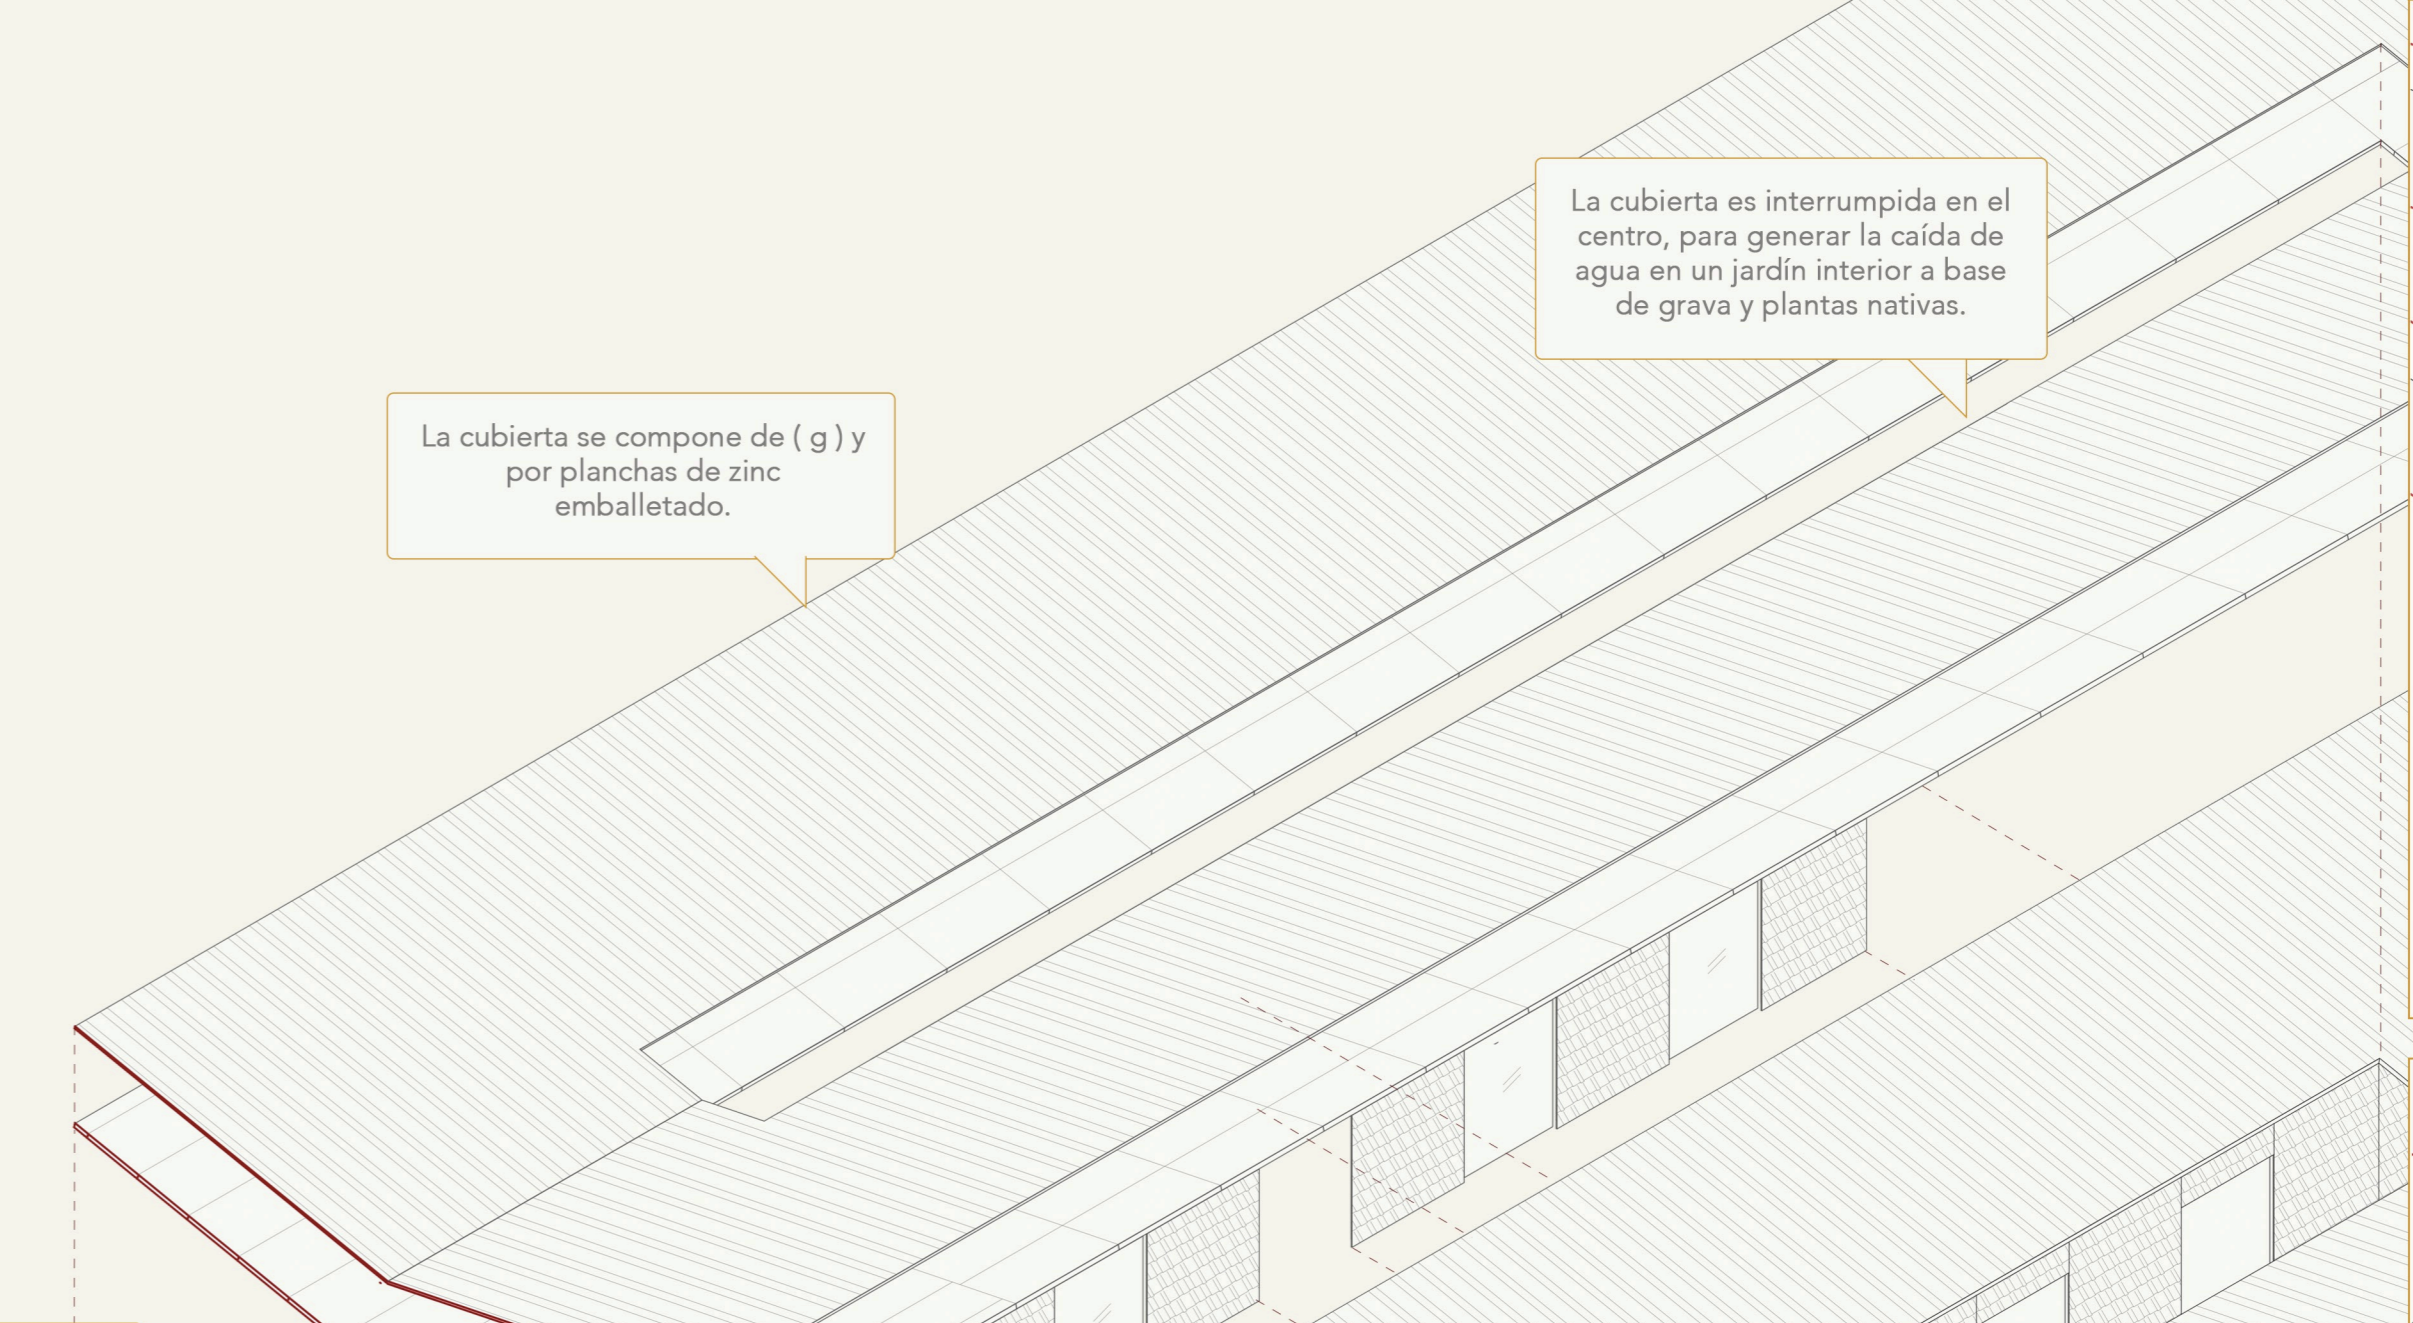 La cubierta es interrumpida en el
centro, para generar la caída de
agua en un jardín interior a base
de grava y plantas nativas.
La cubierta se compone de ( g ) y
por planchas de zinc
emballetado.